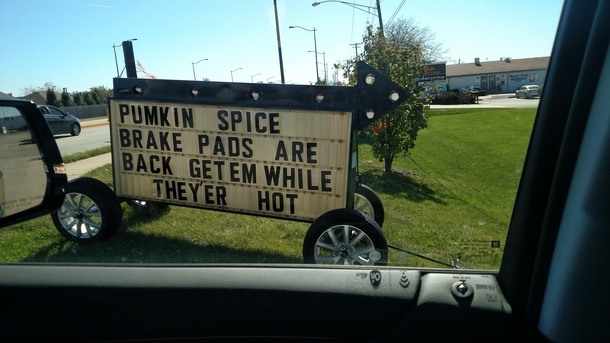 PUMKIN SPICE
BRAKE PADS ARE
BACK GET EM WHILE
THEY'ER HOT